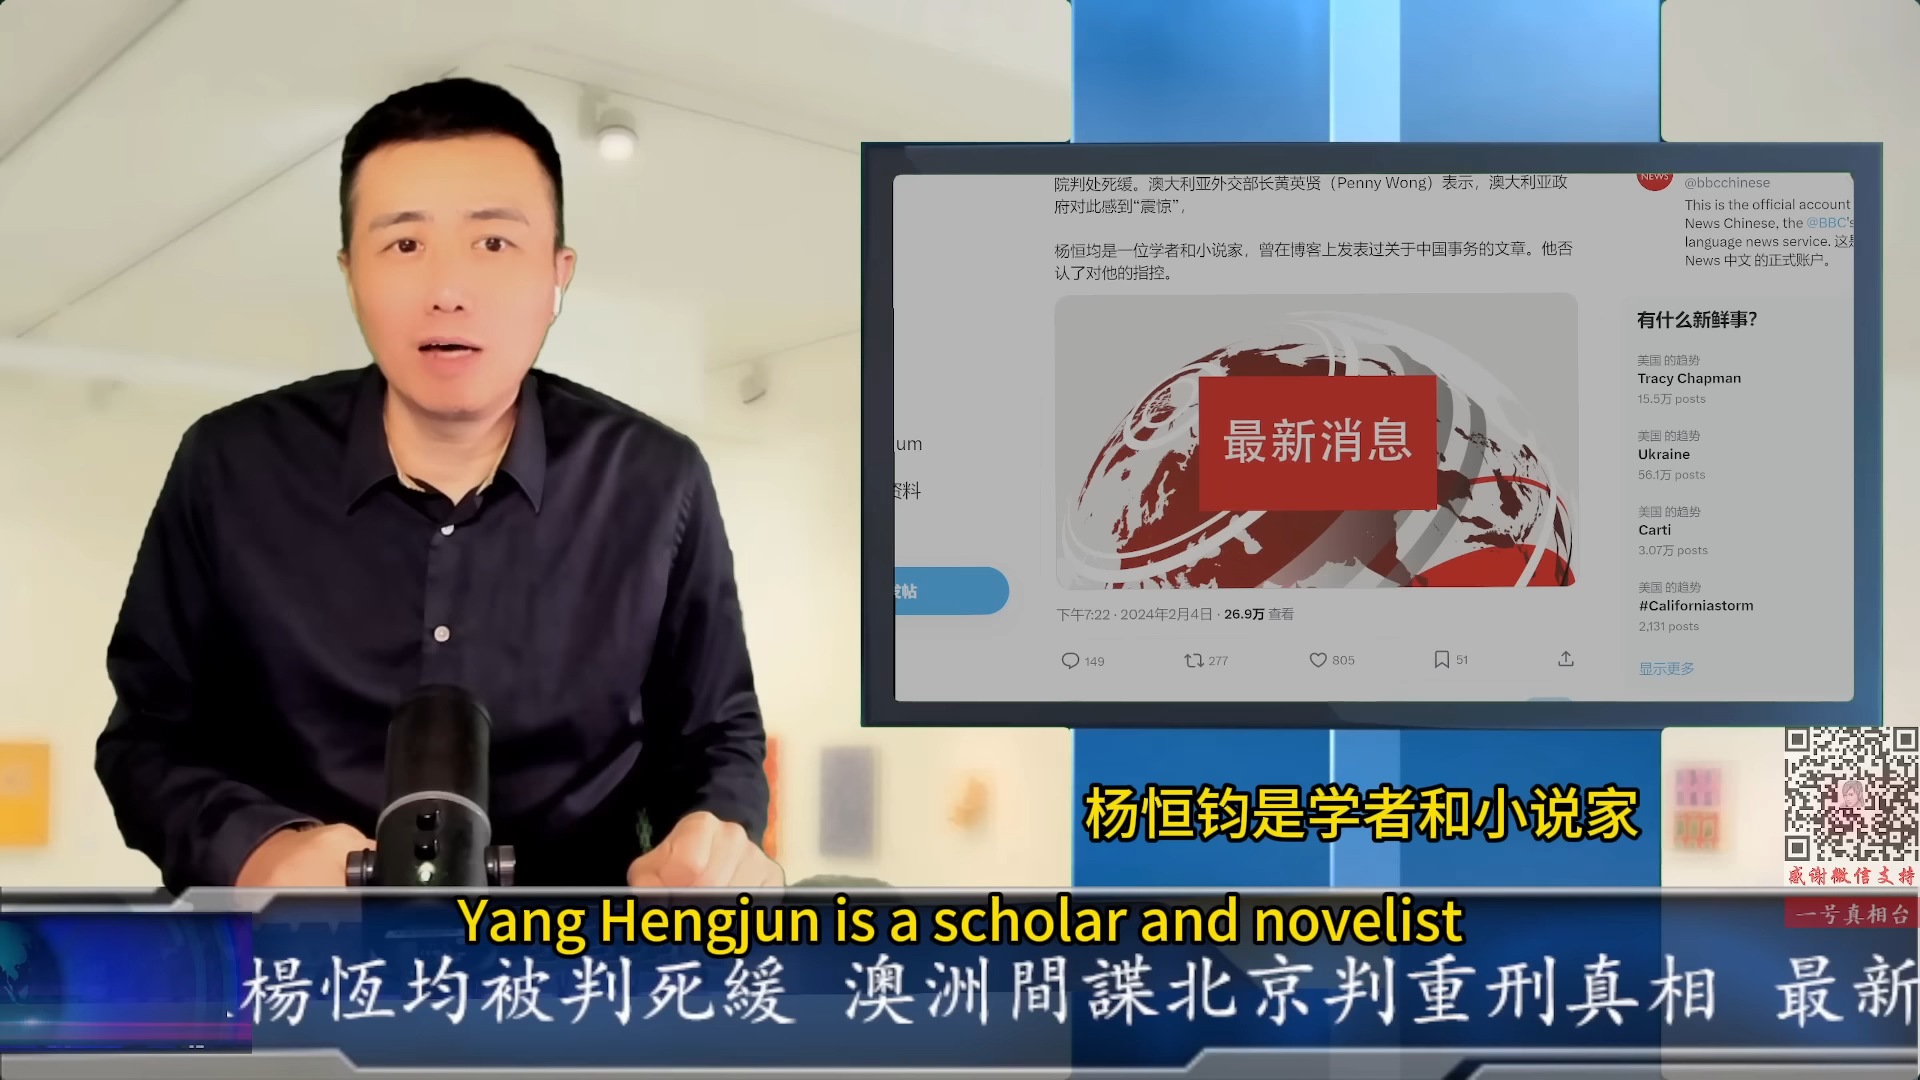 院判处死缓。澳大利亚外交部长黄英贤（Penny Wong）表示，澳大利亚政
府对此感到“震惊”，
杨恒均是一位学者和小说家，曾在博客上发表过关于中国事务的文章。他否
认了对他的指控。
最新消息
下午7:22 · 2024年2月4日 · 26.9万 查看
149 277 805 51
um
资料
发帖
NEWS
@bbcchinese
This is the official account
News Chinese, the @BBC's
language news service. 这是
News 中文 的正式账户。
有什么新鲜事?
美国 的趋势
Tracy Chapman
15.5万 posts
美国 的趋势
Ukraine
56.1万 posts
美国 的趋势
Carti
3.07万 posts
美国 的趋势
#Californiastorm
2,131 posts
显示更多
杨恒钧是学者和小说家
感谢微信支持
一号真相台
Yang Hengjun is a scholar and novelist
楊恆均被判死緩 澳洲間諜北京判重刑真相 最新